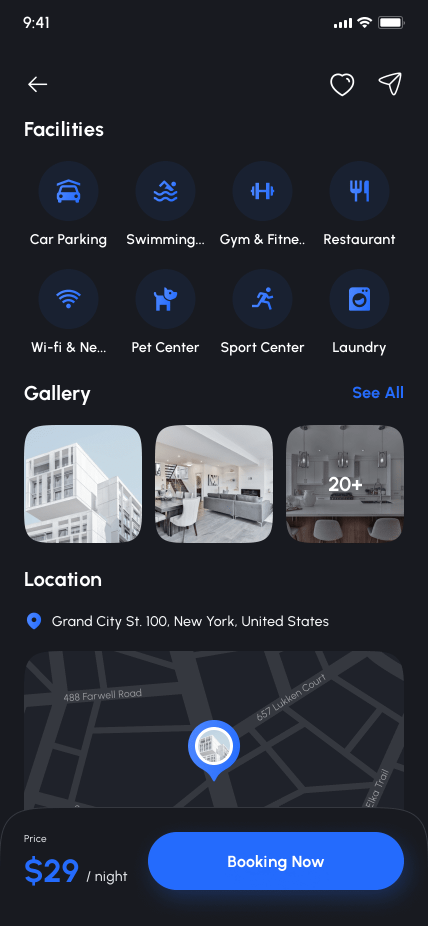 9:41
Facilities
Car Parking
Swimming...
Gym & Fitne..
Restaurant
Wi-fi & Ne...
Pet Center
Sport Center
Laundry
Gallery
See All
20+
Location
Grand City St. 100, New York, United States
488 Farwell Road
657 Lukken Court
Elka Trail
Price
$29 / night
Booking Now